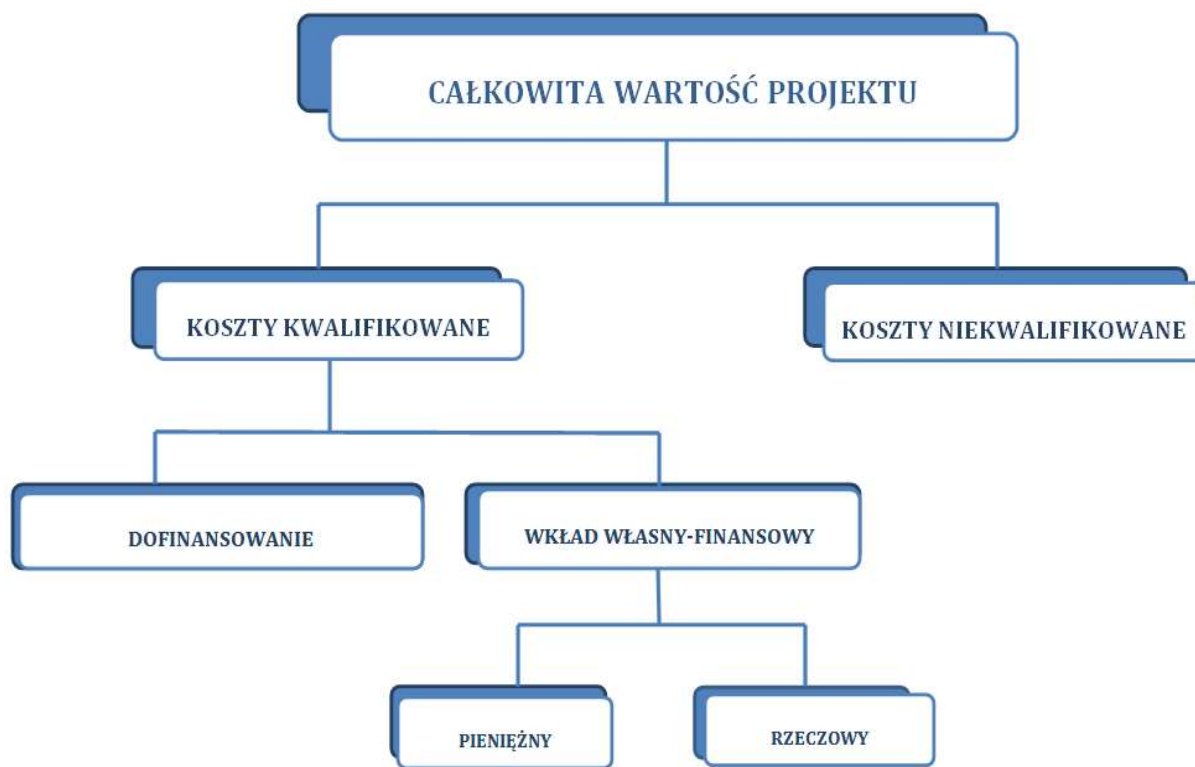 CAŁKOWITA WARTOŚĆ PROJEKTU
KOSZTY KWALIFIKOWANE
KOSZTY NIEKWALIFIKOWANE
DOFINANSOWANIE
WKŁAD WŁASNY-FINANSOWY
PIENIĘŻNY
RZECZOWY